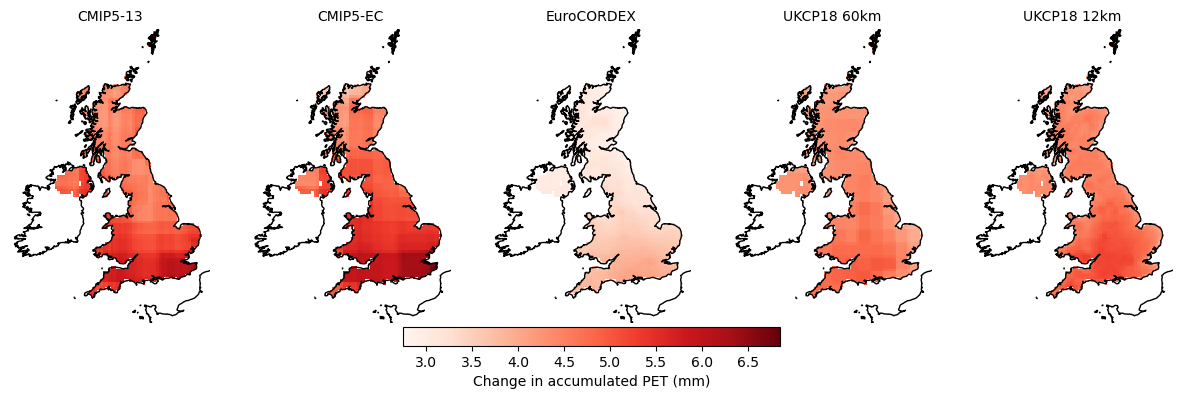 CMIP5-13
CMIP5-EC
EuroCORDEX
UKCP18 60km
UKCP18 12km
3.0 3.5 4.0 4.5 5.0 5.5 6.0 6.5
Change in accumulated PET (mm)